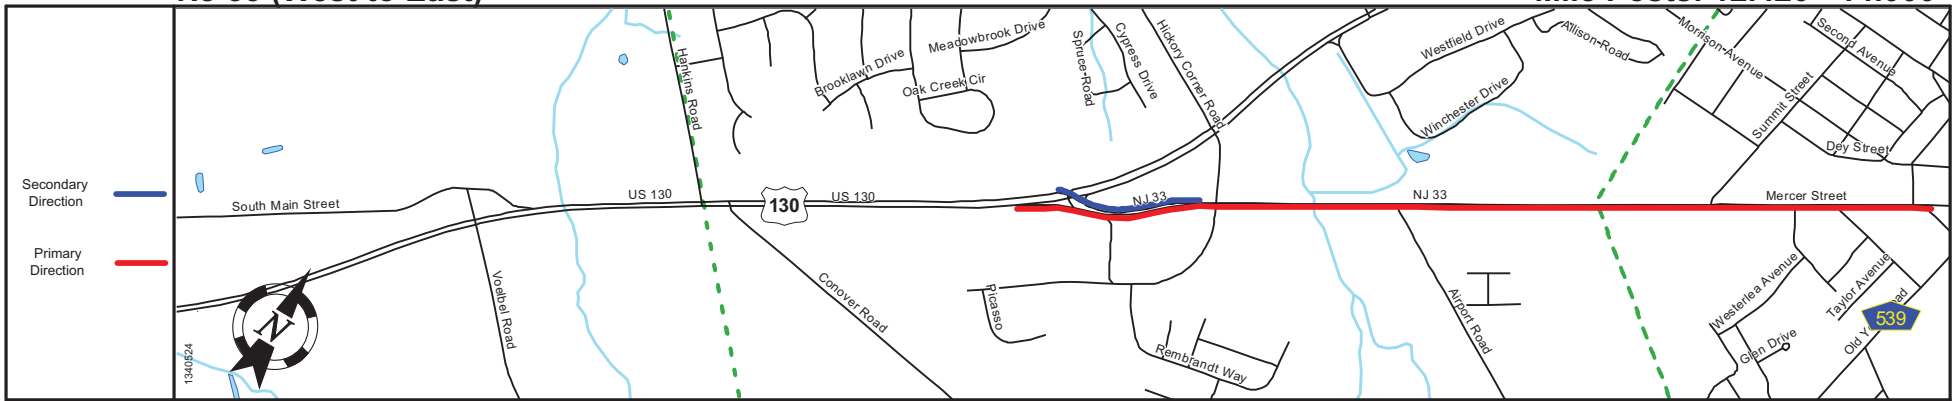 Secondary
Direction
Primary
Direction
South Main Street
US 130
130
US 130
NJ 33
NJ 33
Mercer Street
Hankins Road
Brooklawn Drive
Meadowbrook Drive
Oak Creek Cir
Spruce-Road
Cypress Drive
Hickory Corner Road
Westfield Drive
Winchester Drive
Allison-Road
Morrison-Avenue
Second Avenue
Summit Street
Dey Street
Voelbel Road
Conover Road
Picasso
Rembrandt Way
Airport Road
Westerlea Avenue
Taylor Avenue
Glen Drive
Old
539
N
1340524